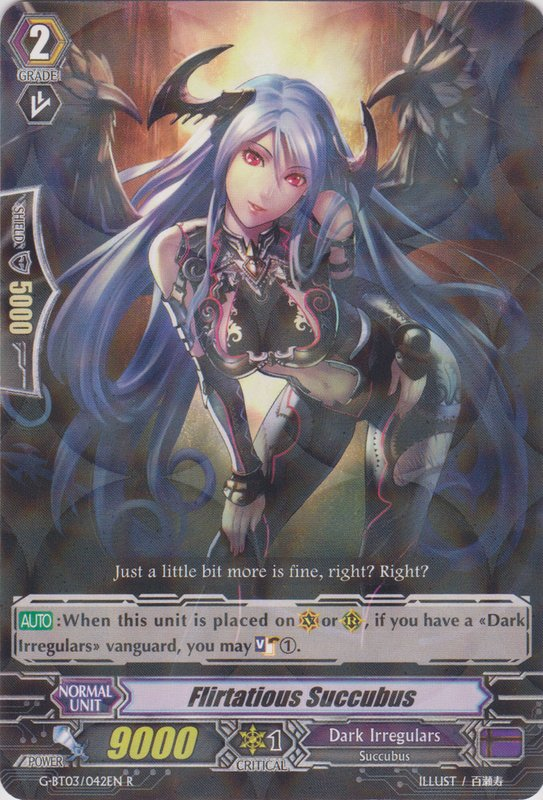 2
GRADE
SHIELD
5000
Just a little bit more is fine, right? Right?
AUTO :When this unit is placed on V or R, if you have a «Dark
Irregulars» vanguard, you may V ①.
NORMAL
UNIT
Flirtatious Succubus
POWER
9000
1
CRITICAL
Dark Irregulars
Succubus
G-BT03/042EN R
ILLUST / 百瀬寿